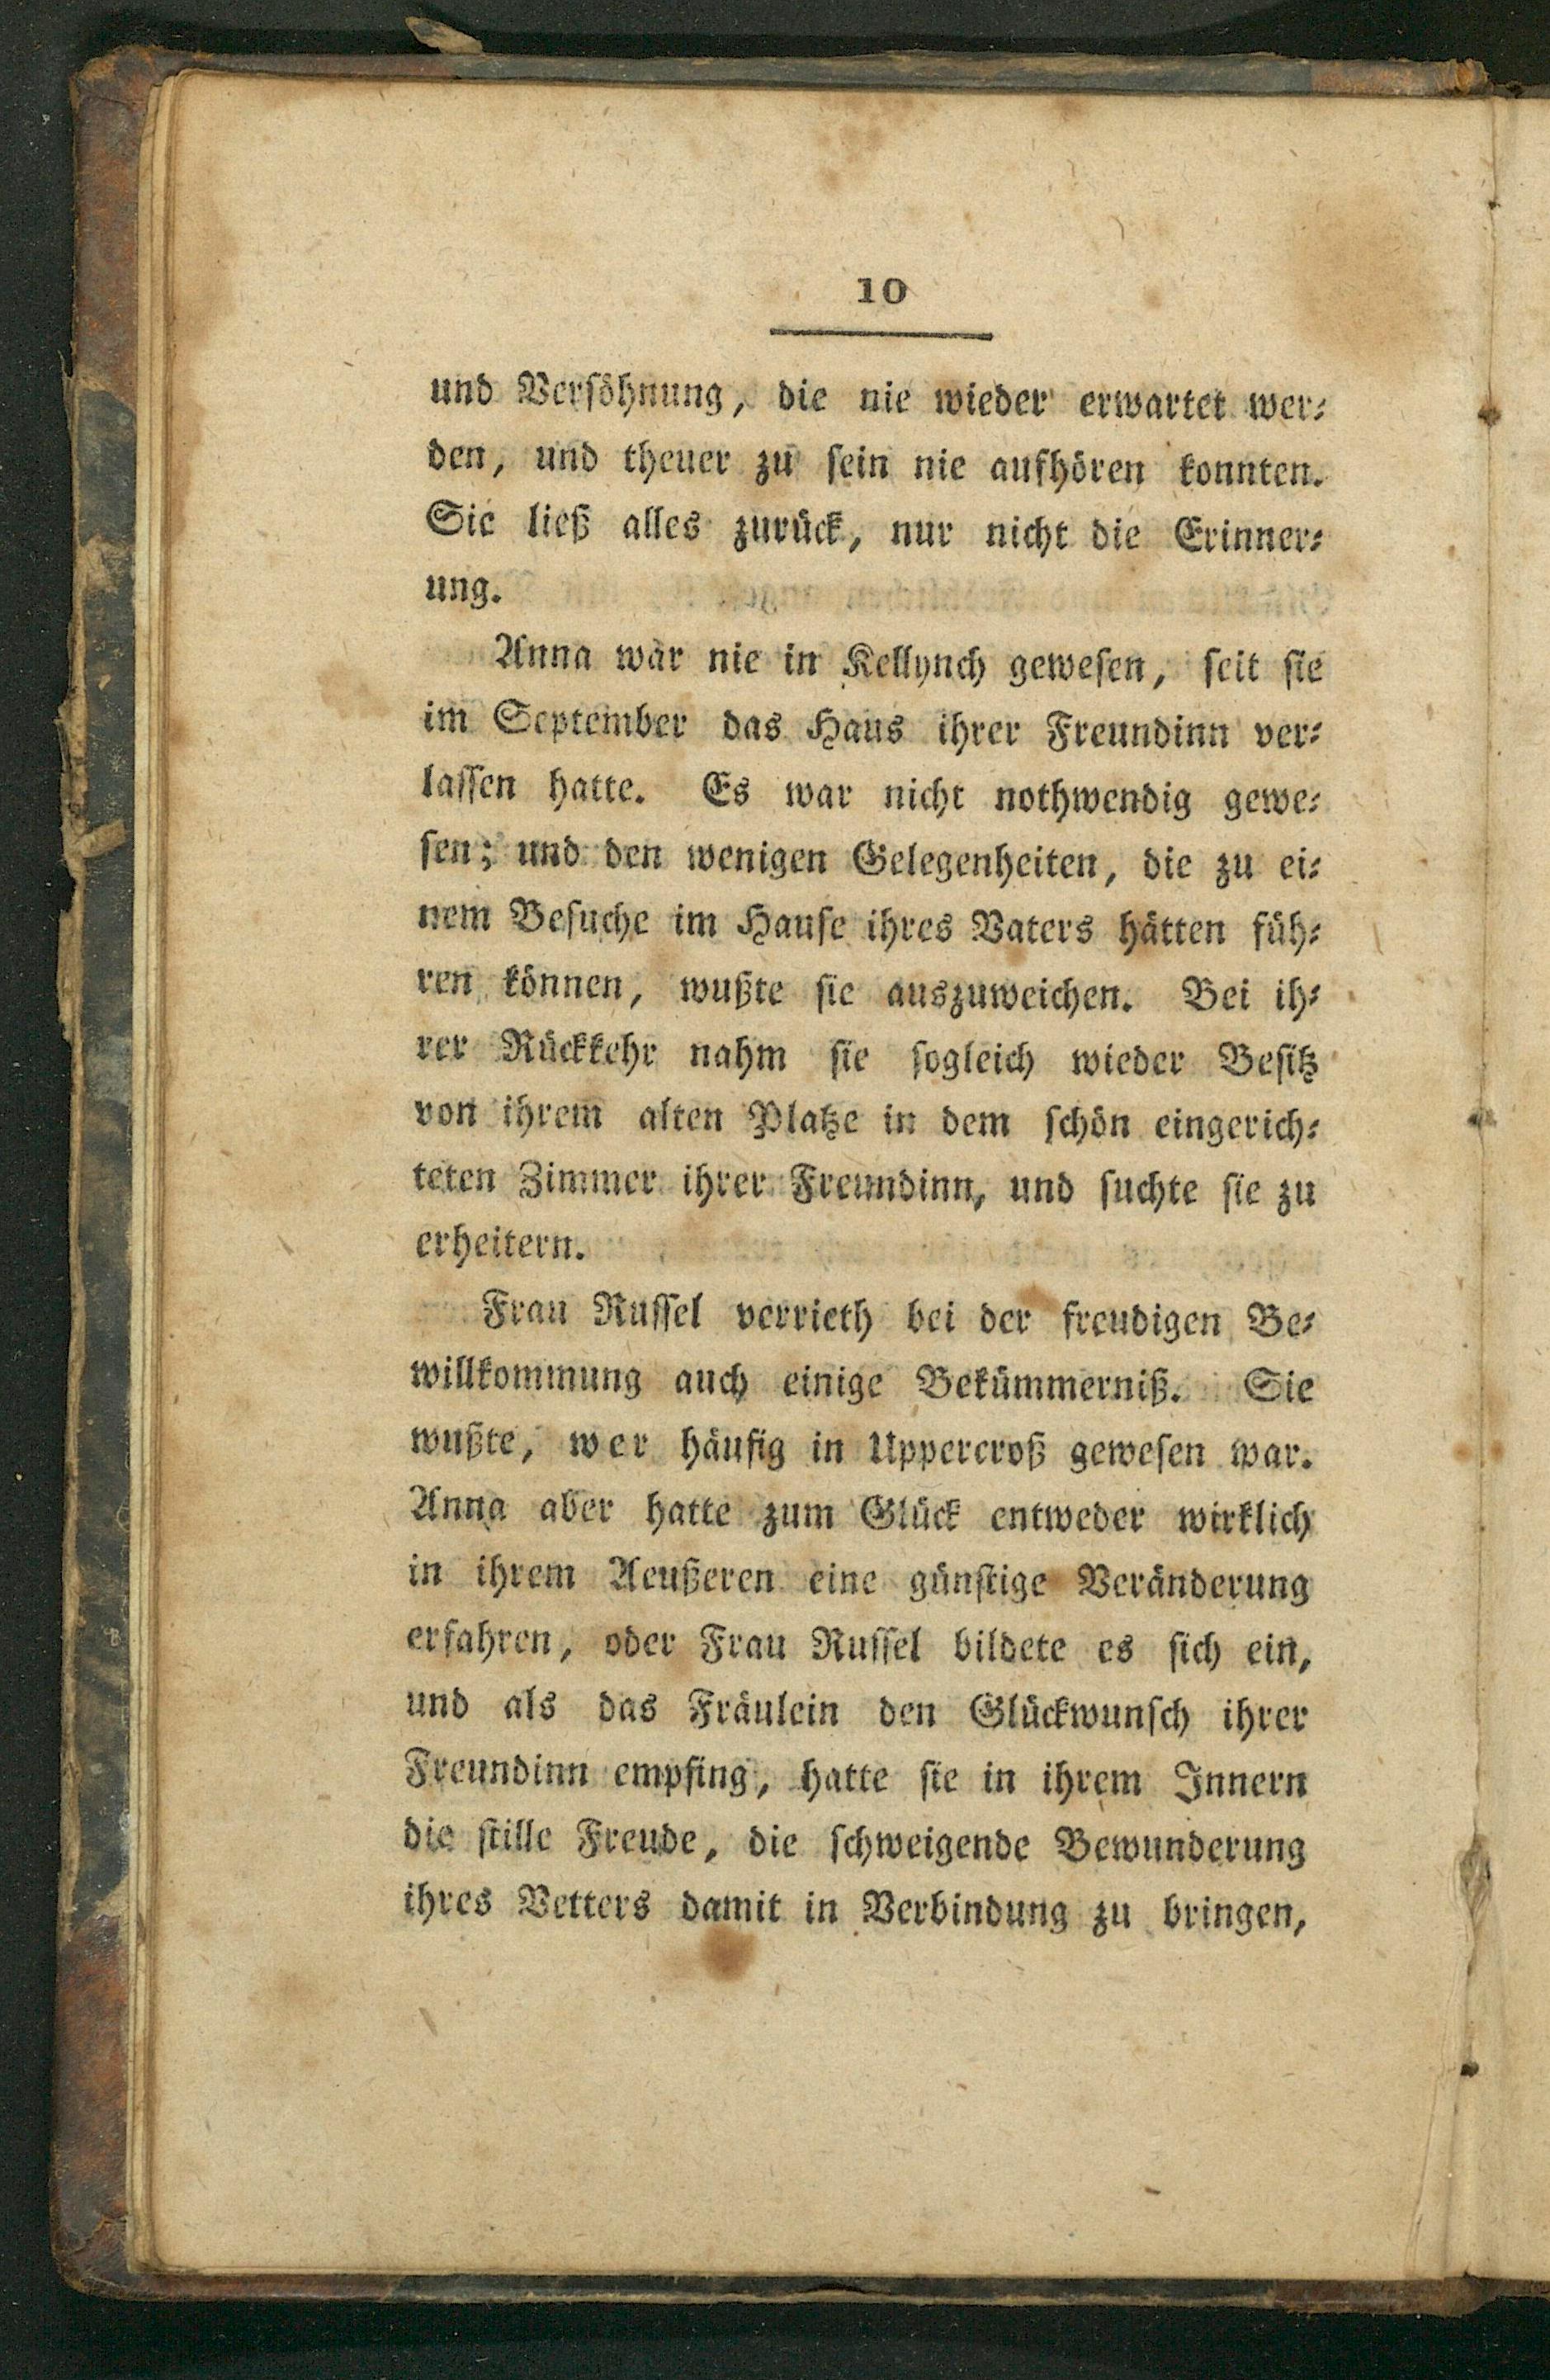 10
und Verſöhnung, die nie wieder erwartet wer⸗
den, und theuer zu ſein nie aufhören konnten.
Sie ließ alles zurück, nur nicht die Erinner⸗
ung.
Anna war nie in Kellynch geweſen, ſeit ſie
im September das Haus ihrer Freundinn ver⸗
laſſen hatte. Es war nicht nothwendig gewe⸗
ſen; und den wenigen Gelegenheiten, die zu ei⸗
nem Beſuche im Hauſe ihres Vaters hätten füh⸗
ren können, wußte ſie auszuweichen. Bei ih⸗
rer Rückkehr nahm ſie ſogleich wieder Beſitz
von ihrem alten Platze in dem ſchön eingerich⸗
teten Zimmer ihrer Freundinn, und ſuchte ſie zu
erheitern.
Frau Ruſſel verrieth bei der freudigen Be⸗
willkommung auch einige Bekümmerniß. Sie
wußte, wer häufig in Uppercroß geweſen war.
Anna aber hatte zum Glück entweder wirklich
in ihrem Aeußeren eine günſtige Veränderung
erfahren, oder Frau Ruſſel bildete es ſich ein,
und als das Fräulein den Glückwunſch ihrer
Freundinn empfing, hatte ſie in ihrem Innern
die ſtille Freude, die ſchweigende Bewunderung
ihres Vetters damit in Verbindung zu bringen,